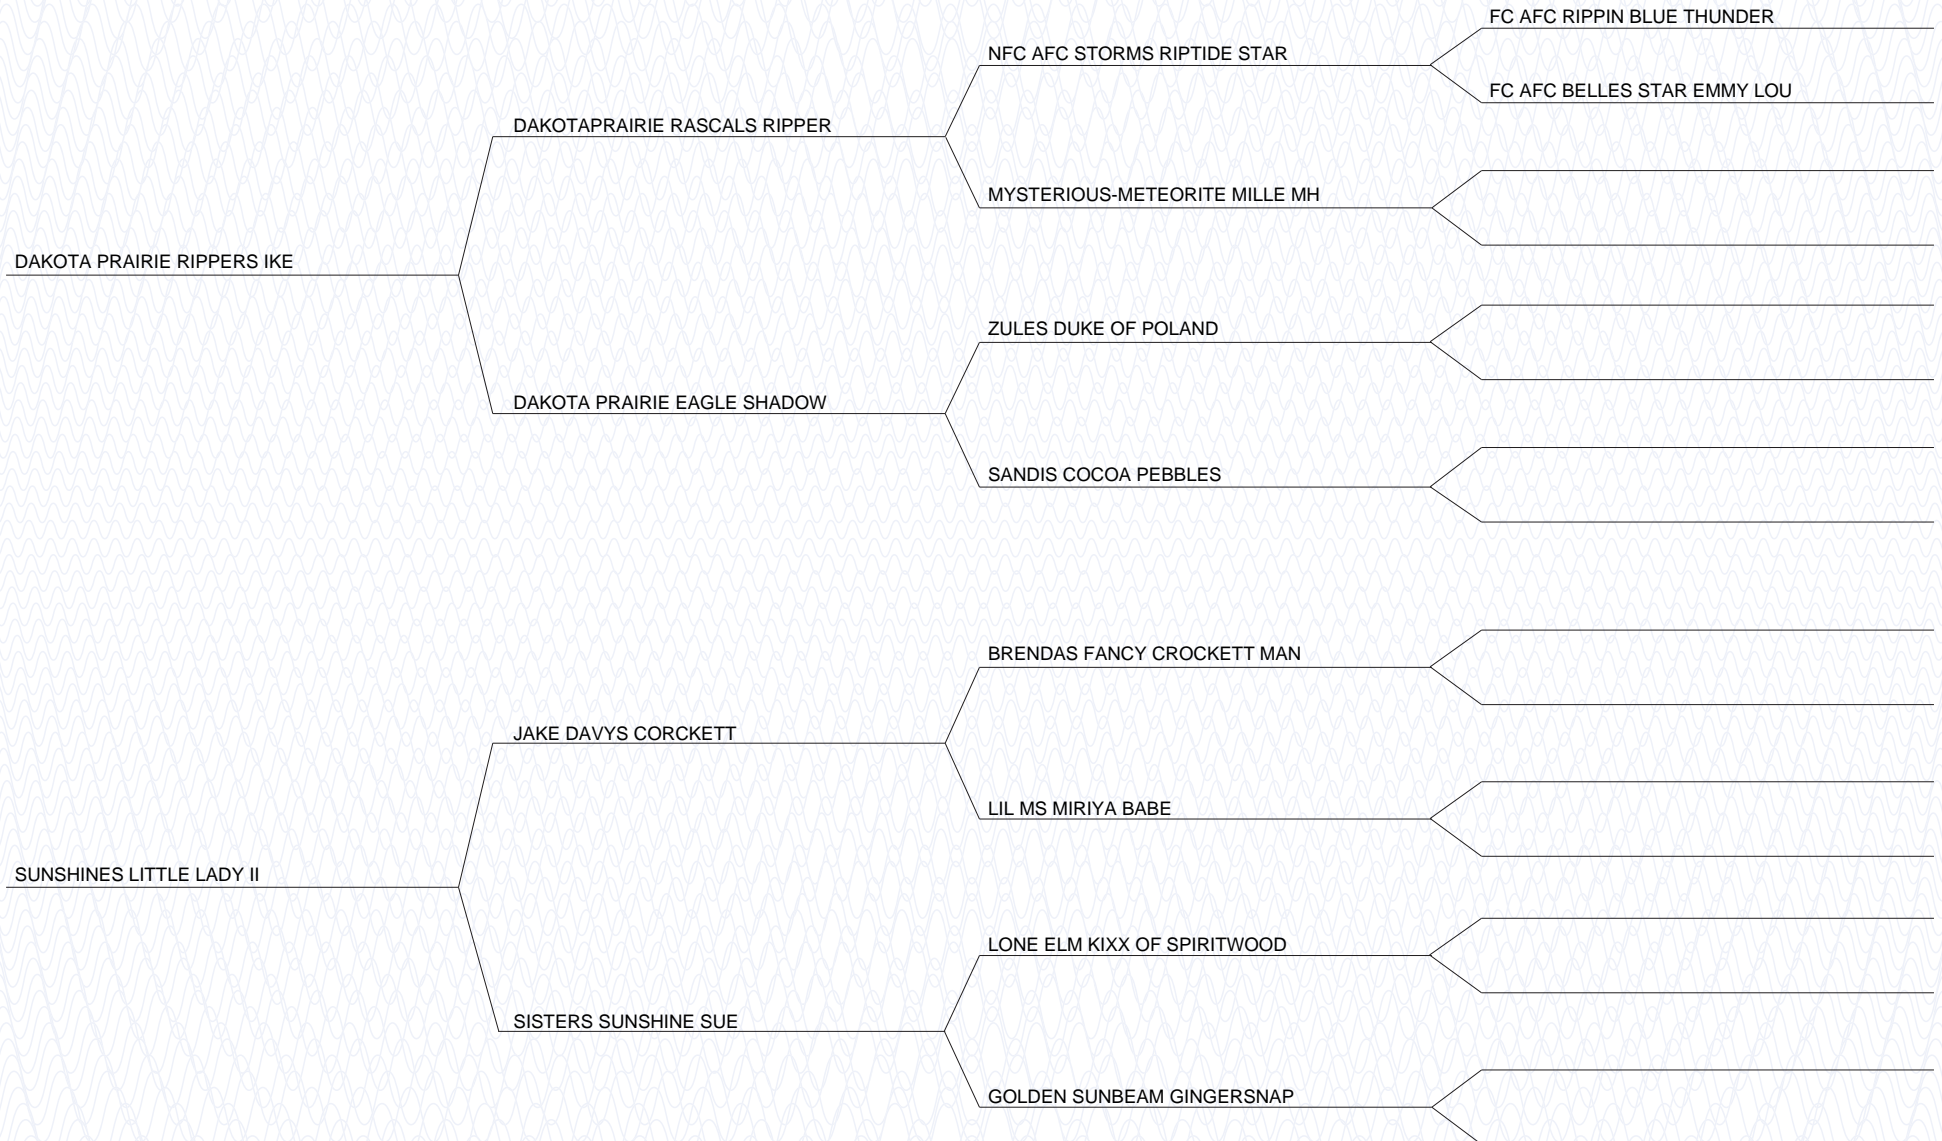 FC AFC RIPPIN BLUE THUNDER
NFC AFC STORMS RIPTIDE STAR
FC AFC BELLES STAR EMMY LOU
DAKOTAPRAIRIE RASCALS RIPPER
MYSTERIOUS-METEORITE MILLE MH
DAKOTA PRAIRIE RIPPERS IKE
ZULES DUKE OF POLAND
DAKOTA PRAIRIE EAGLE SHADOW
SANDIS COCOA PEBBLES
BRENDAS FANCY CROCKETT MAN
JAKE DAVYS CORCKETT
LIL MS MIRIYA BABE
SUNSHINES LITTLE LADY II
LONE ELM KIXX OF SPIRITWOOD
SISTERS SUNSHINE SUE
GOLDEN SUNBEAM GINGERSNAP